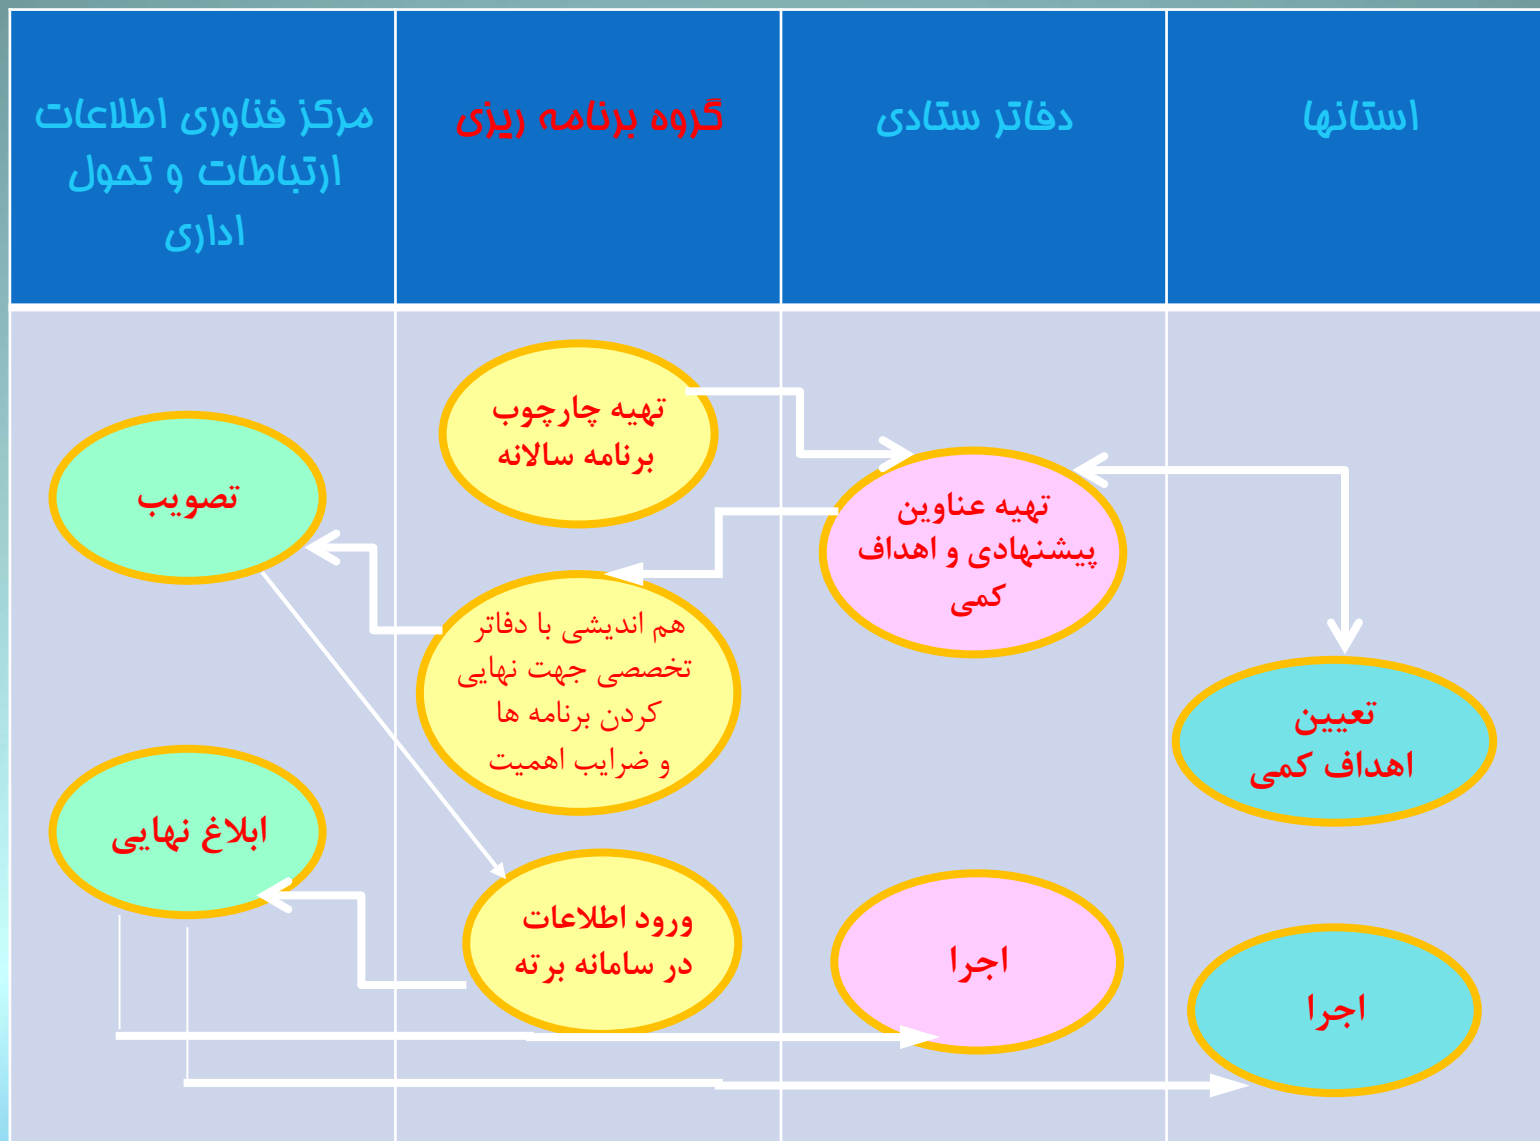 استانها
دفاتر ستادی
گروه برنامه ریزی
مرکز فناوری اطلاعات
ارتباطات و تحول
اداری
تهیه چارچوب
برنامه سالانه
تهیه عناوین
پیشنهادی و اهداف
کمی
تعیین
اهداف کمی
هم اندیشی با دفاتر
تخصصی جهت نهایی
کردن برنامه ها
و ضرایب اهمیت
تصویب
ورود اطلاعات
در سامانه برته
ابلاغ نهایی
اجرا
اجرا